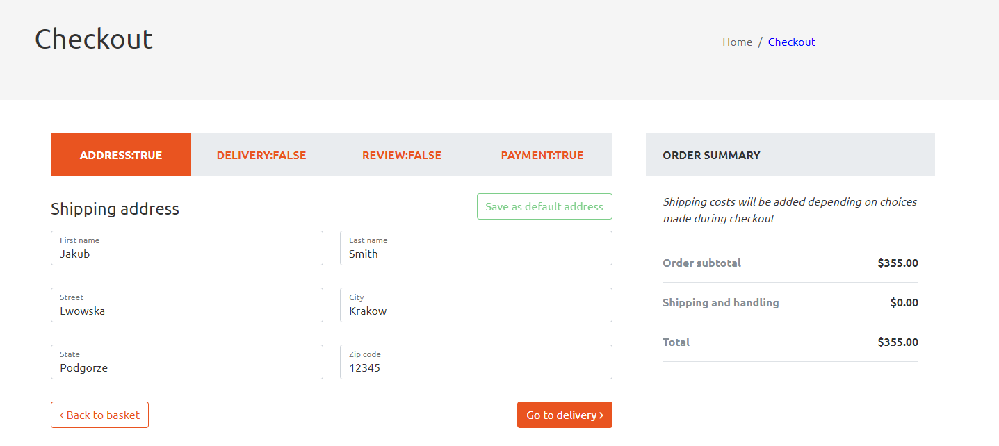 Checkout
Home / Checkout
ADDRESS:TRUE DELIVERY:FALSE REVIEW:FALSE PAYMENT:TRUE
Shipping address
Save as default address
First name
Jakub
Last name
Smith
Street
Lwowska
City
Krakow
State
Podgorze
Zip code
12345
< Back to basket
Go to delivery >
ORDER SUMMARY
Shipping costs will be added depending on choices
made during checkout
Order subtotal $355.00
Shipping and handling $0.00
Total $355.00